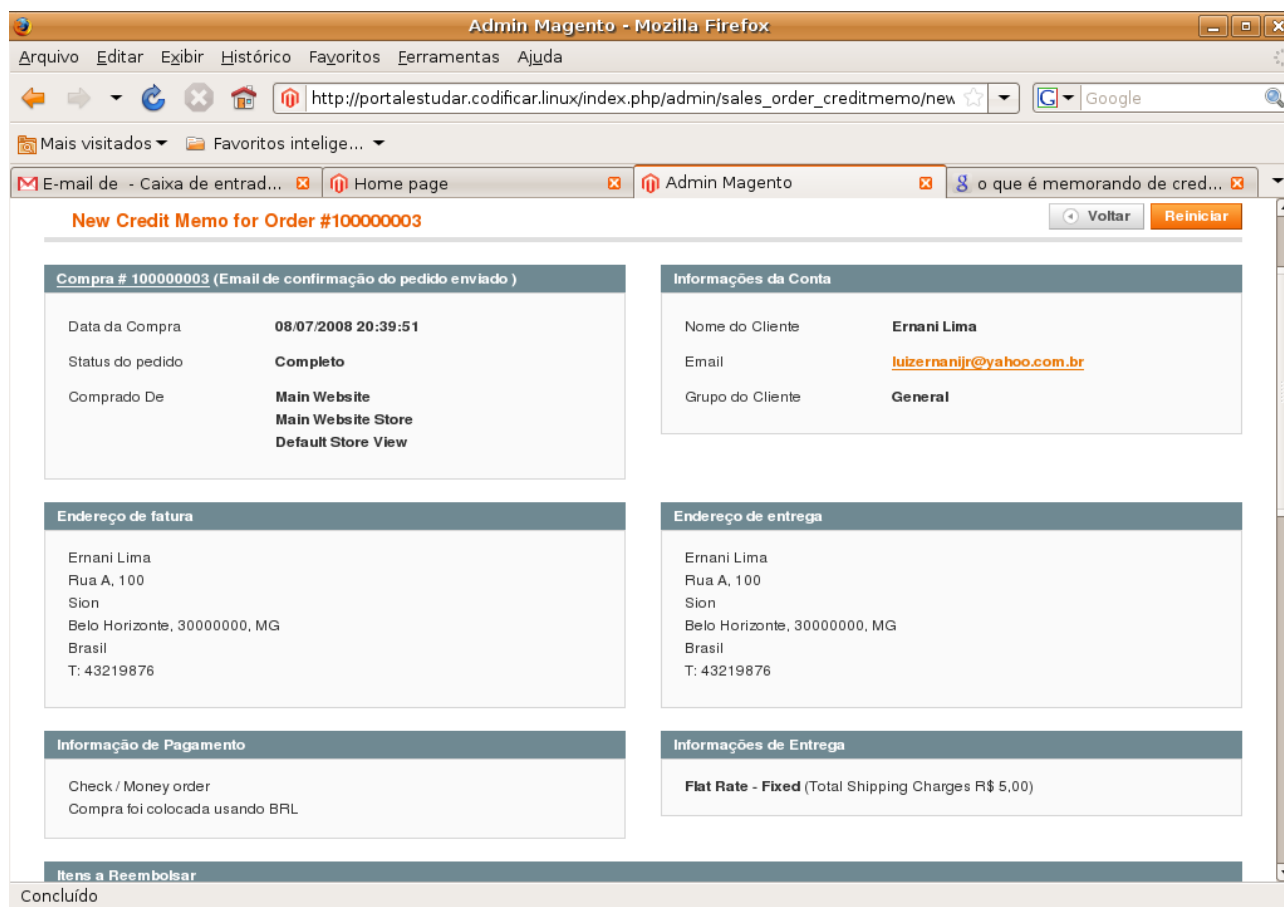 Admin Magento - Mozilla Firefox
Arquivo Editar Exibir Histórico Favoritos Ferramentas Ajuda
http://portalestudar.codificar.linux/index.php/admin/sales_order_creditmemo/new
Google
Mais visitados Favoritos intelige...
E-mail de - Caixa de entrad... Home page Admin Magento o que é memorando de cred...
New Credit Memo for Order #100000003
Voltar Reiniciar
Compra # 100000003 (Email de confirmação do pedido enviado )
Data da Compra 08/07/2008 20:39:51
Status do pedido Completo
Comprado De Main Website
Main Website Store
Default Store View
Informações da Conta
Nome do Cliente Ernani Lima
Email luizernanijr@yahoo.com.br
Grupo do Cliente General
Endereço de fatura
Ernani Lima
Rua A, 100
Sion
Belo Horizonte, 30000000, MG
Brasil
T: 43219876
Endereço de entrega
Ernani Lima
Rua A, 100
Sion
Belo Horizonte, 30000000, MG
Brasil
T: 43219876
Informação de Pagamento
Check / Money order
Compra foi colocada usando BRL
Informações de Entrega
Flat Rate - Fixed (Total Shipping Charges R$ 5,00)
Itens a Reembolsar
Concluído